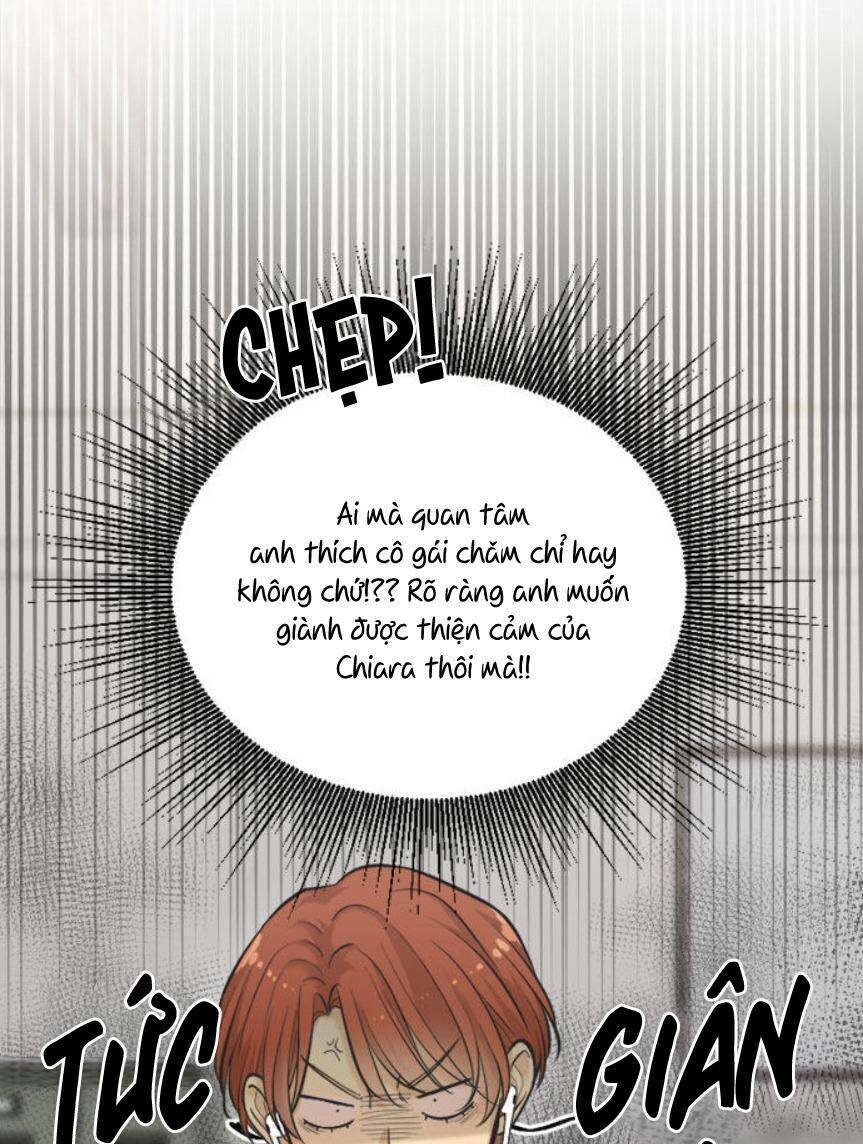 CHẸP!
Ai mà quan tâm
anh thích cô gái chăm chỉ hay
không chứ!?? Rõ ràng anh muốn
giành được thiện cảm của
Chiara thôi mà!!
TỨC
GIÂN